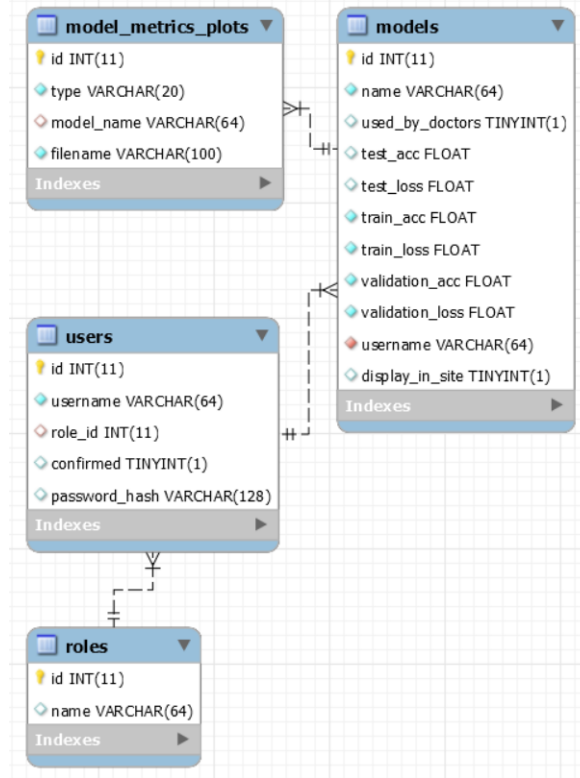 model_metrics_plots
id INT(11)
type VARCHAR(20)
model_name VARCHAR(64)
filename VARCHAR(100)
Indexes
models
id INT(11)
name VARCHAR(64)
used_by_doctors TINYINT(1)
test_acc FLOAT
test_loss FLOAT
train_acc FLOAT
train_loss FLOAT
validation_acc FLOAT
validation_loss FLOAT
username VARCHAR(64)
display_in_site TINYINT(1)
Indexes
users
id INT(11)
username VARCHAR(64)
role_id INT(11)
confirmed TINYINT(1)
password_hash VARCHAR(128)
Indexes
roles
id INT(11)
name VARCHAR(64)
Indexes